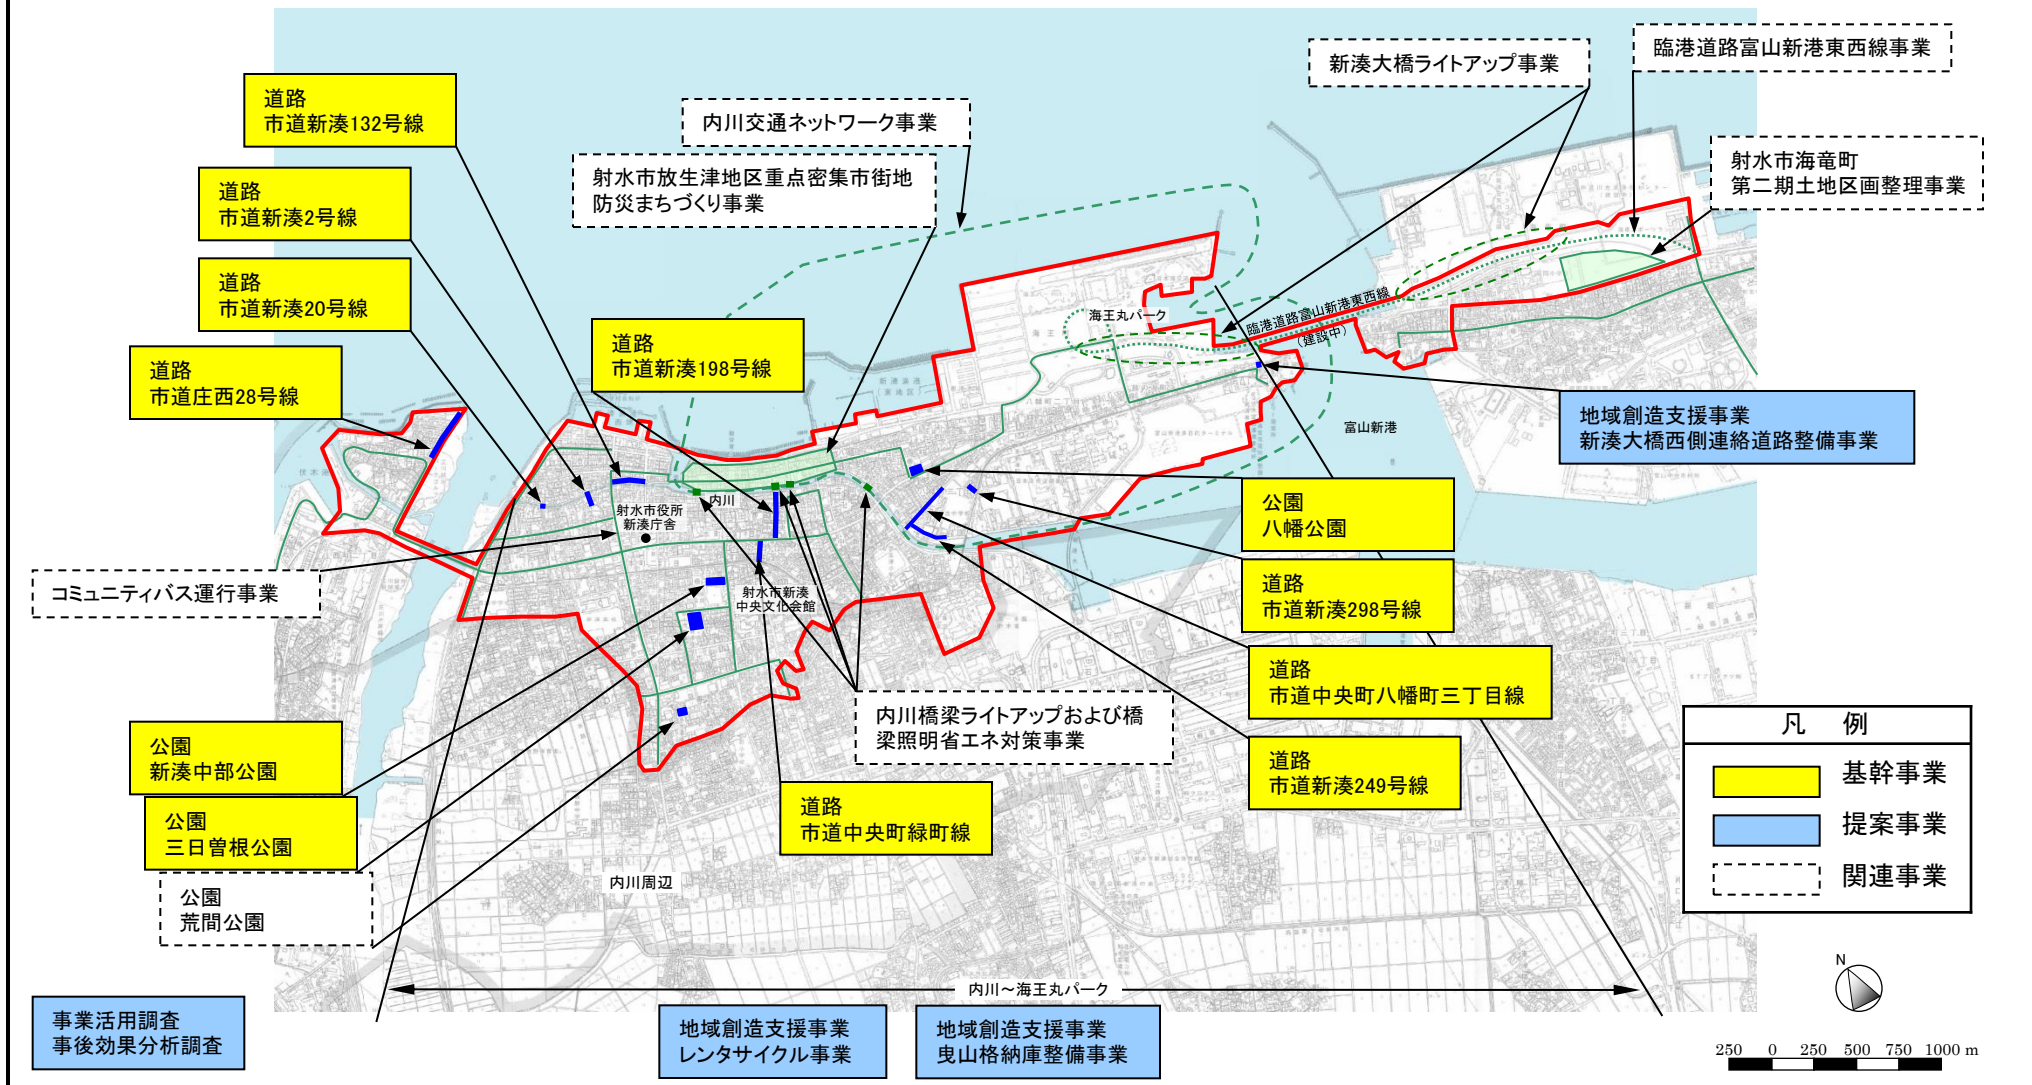 臨港道路富山新港東西線事業
新湊大橋ライトアップ事業
射水市海竜町
第二期土地区画整理事業
内川交通ネットワーク事業
射水市放生津地区重点密集市街地
防災まちづくり事業
道路
市道新湊132号線
道路
市道新湊2号線
道路
市道新湊20号線
道路
市道庄西28号線
道路
市道新湊198号線
海王丸パーク
臨港道路富山新港東西線
（建設中）
富山新港
地域創造支援事業
新湊大橋西側連絡道路整備事業
内川
射水市役所
新湊庁舎
射水市新湊
中央文化会館
コミュニティバス運行事業
公園
八幡公園
道路
市道新湊298号線
道路
市道中央町八幡町三丁目線
道路
市道新湊249号線
内川橋梁ライトアップおよび橋
梁照明省エネ対策事業
道路
市道中央町緑町線
公園
新湊中部公園
公園
三日曽根公園
公園
荒間公園
内川周辺
内川～海王丸パーク
凡　例
基幹事業
提案事業
関連事業
事業活用調査
事後効果分析調査
地域創造支援事業
レンタサイクル事業
地域創造支援事業
曳山格納庫整備事業
N
250 0 250 500 750 1000 m